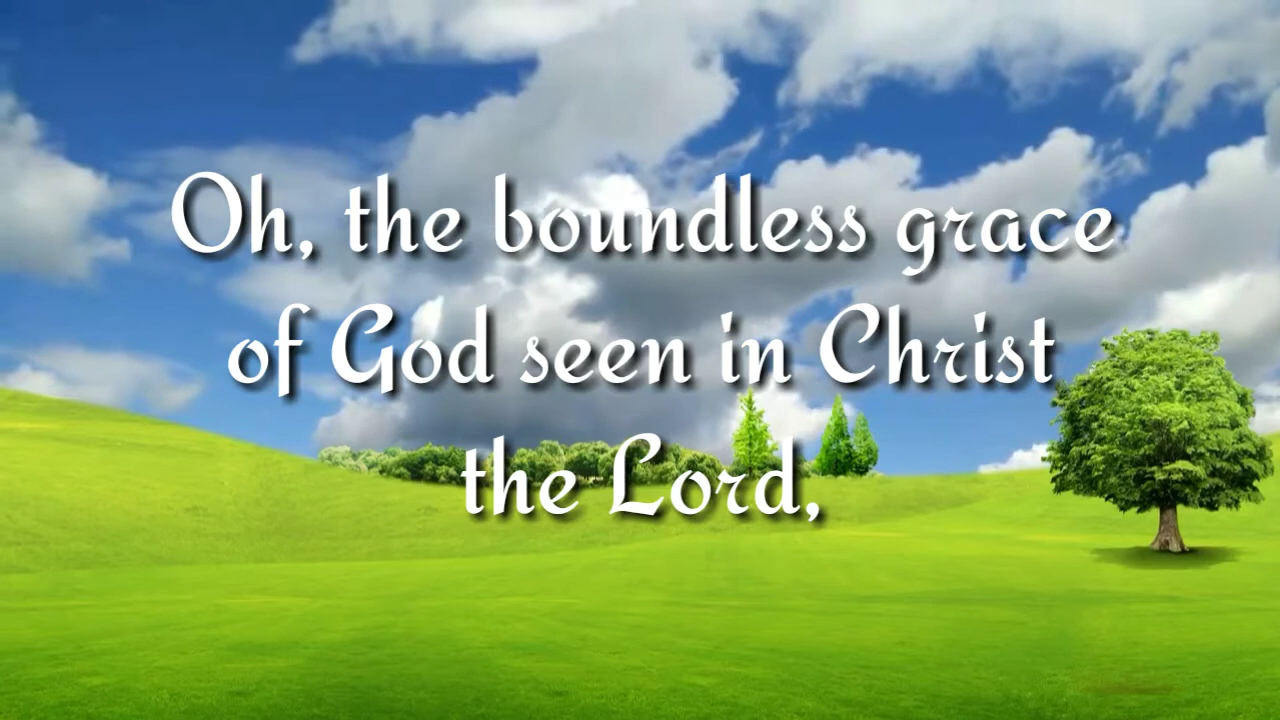 Oh, the boundless grace
of God seen in Christ
the Lord,